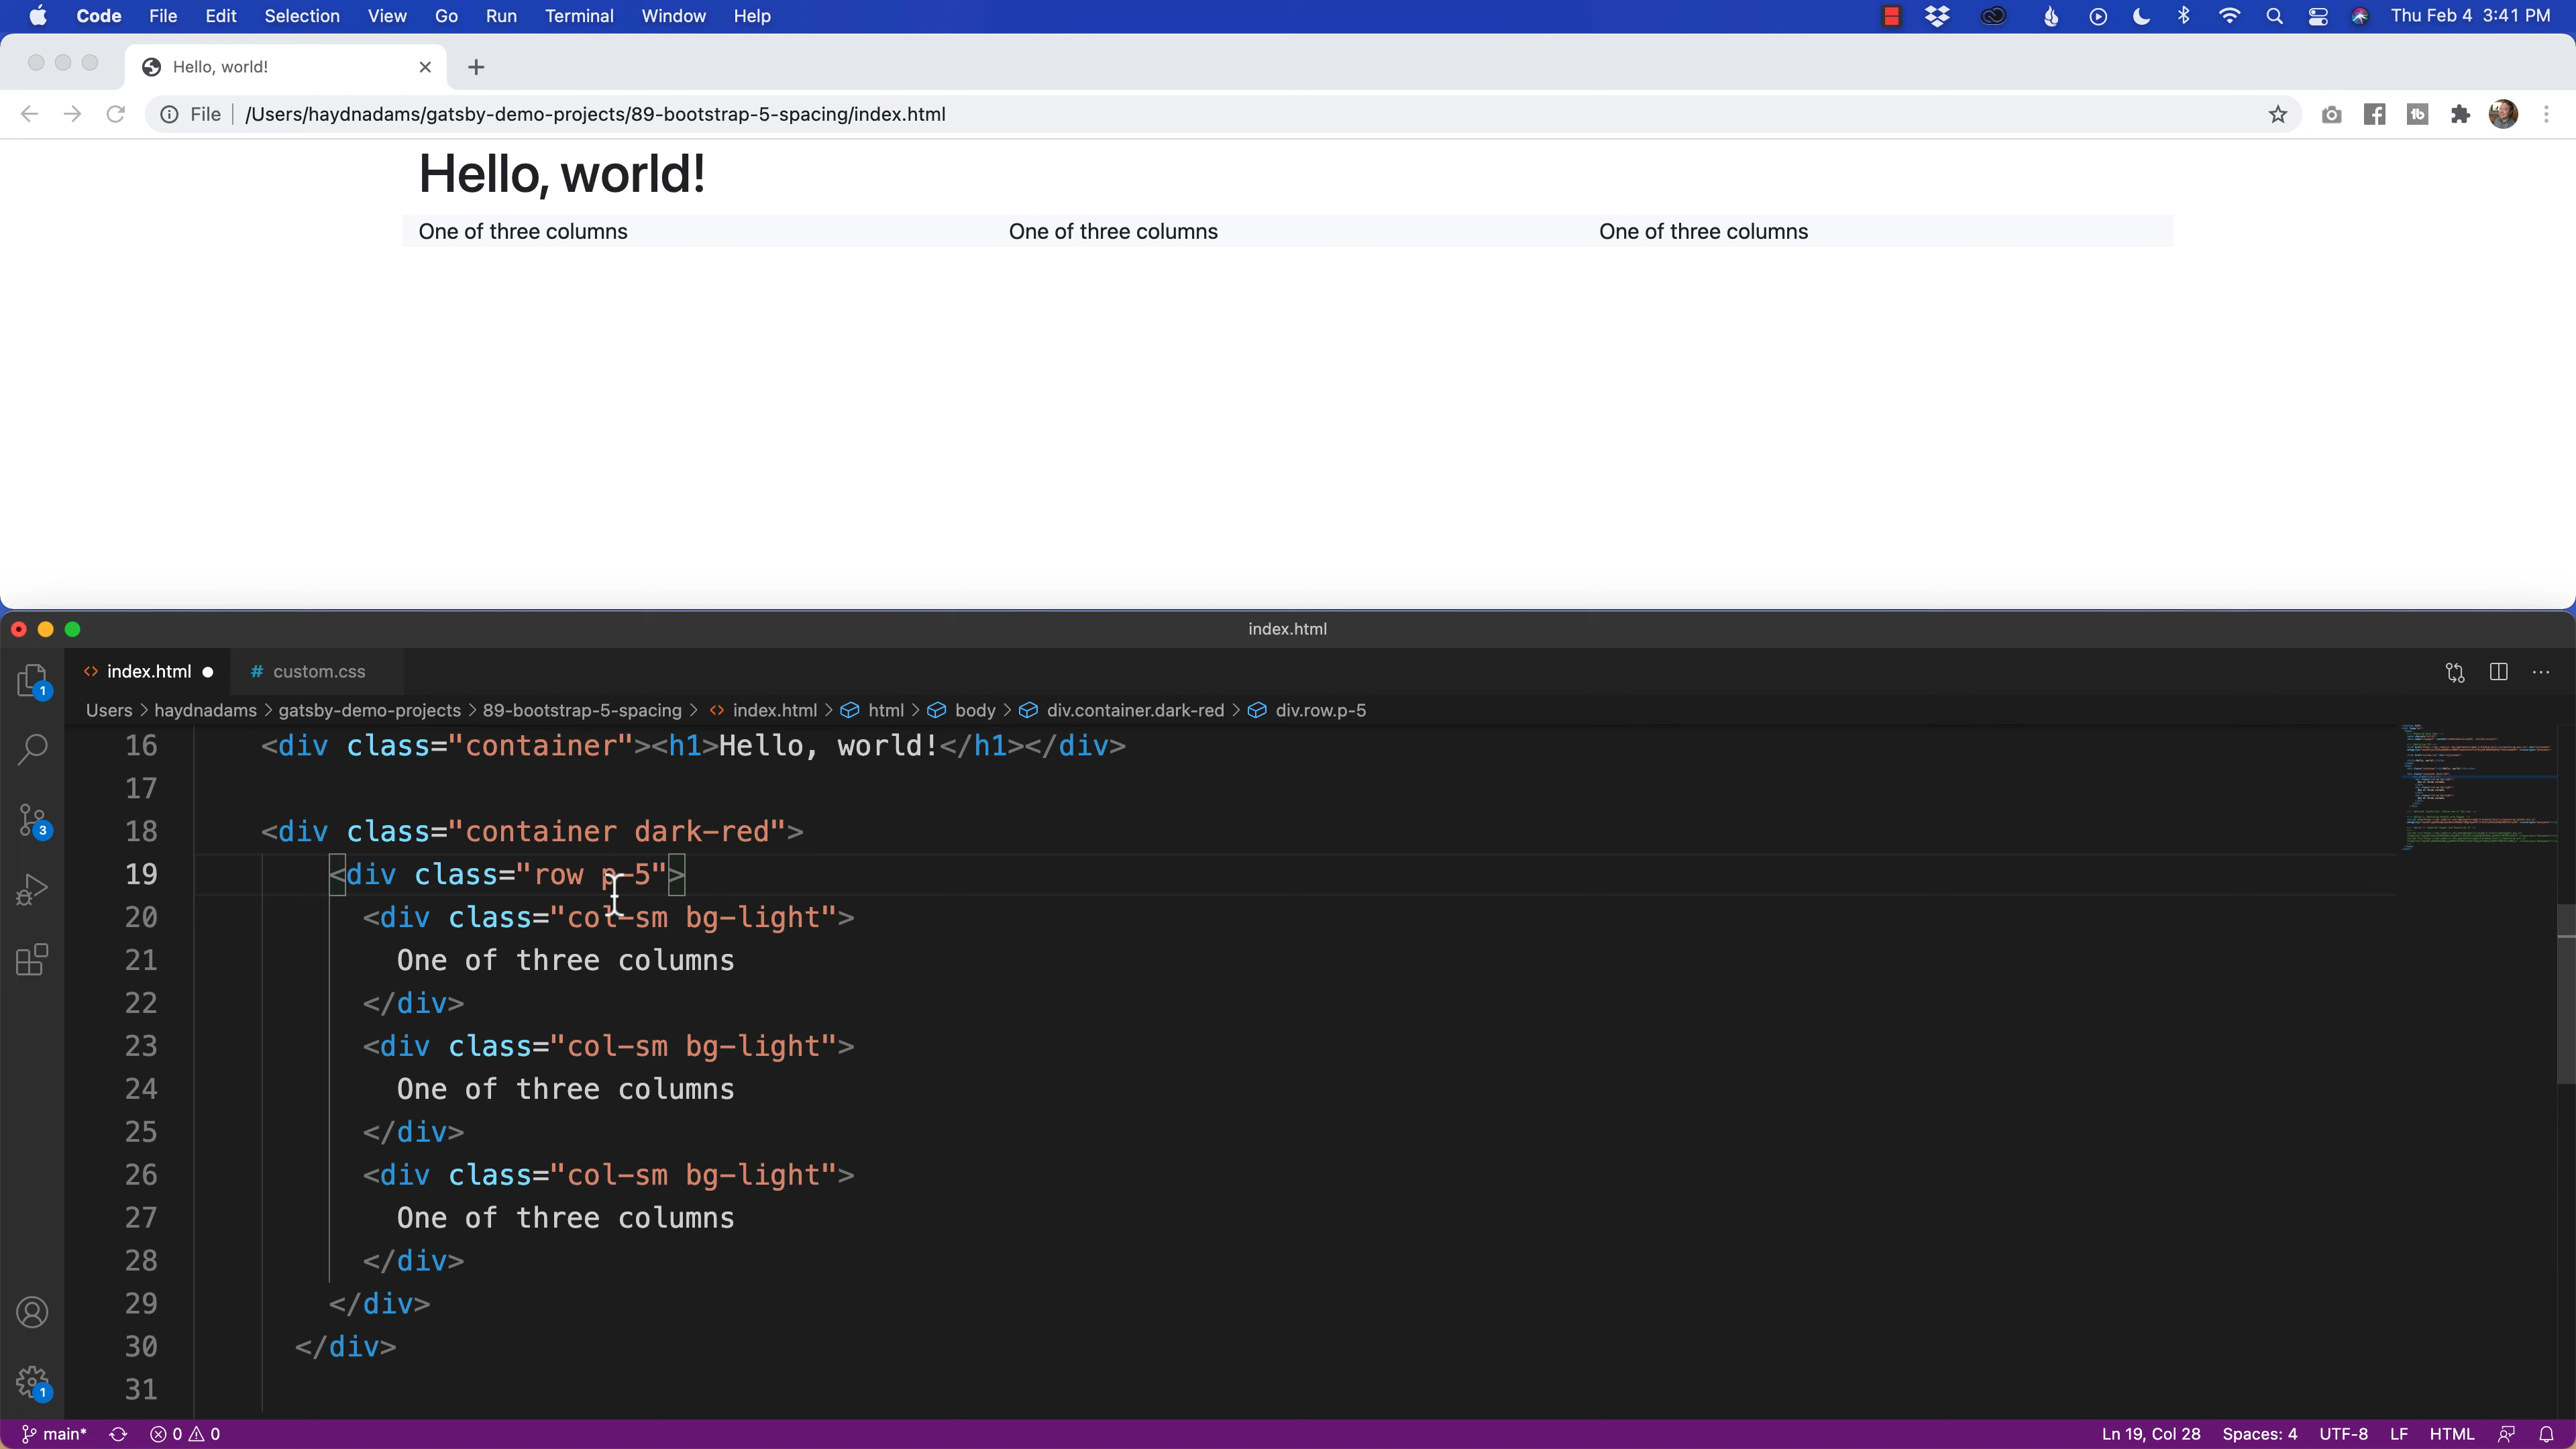 Code File Edit Selection View Go Run Terminal Window Help Thu Feb 4 3:41 PM
Hello, world!
File /Users/haydnadams/gatsby-demo-projects/89-bootstrap-5-spacing/index.html
Hello, world!
One of three columns One of three columns One of three columns
index.html
index.html custom.css
1
Users > haydnadams > gatsby-demo-projects > 89-bootstrap-5-spacing > index.html > html > body > div.container.dark-red > div.row.p-5
16 <div class="container"><h1>Hello, world!</h1></div>
17
18 <div class="container dark-red">
3
19 <div class="row p-5">
20 <div class="col-sm bg-light">
21 One of three columns
22 </div>
23 <div class="col-sm bg-light">
24 One of three columns
25 </div>
26 <div class="col-sm bg-light">
27 One of three columns
28 </div>
29 </div>
30 </div>
31
1
main* 0 0 Ln 19, Col 28 Spaces: 4 UTF-8 LF HTML